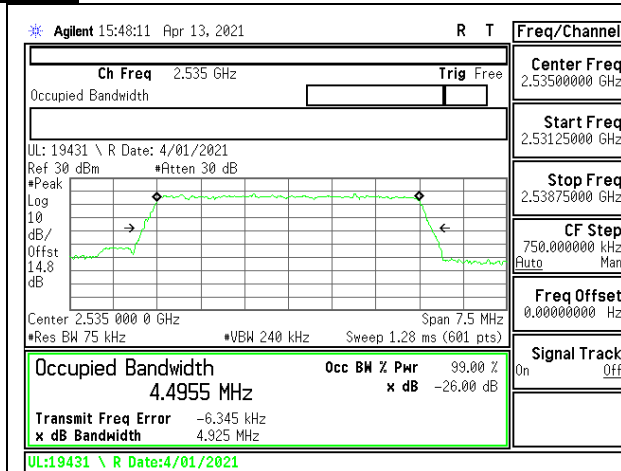 Agilent 15:48:11 Apr 13, 2021 R T
Freq/Channel
Ch Freq 2.535 GHz Trig Free
Occupied Bandwidth
Center Freq
2.53500000 GHz
Start Freq
2.53125000 GHz
Stop Freq
2.53875000 GHz
CF Step
750.000000 kHz
Auto Man
Freq Offset
0.00000000 Hz
Signal Track
On Off
UL: 19431 \ R Date: 4/01/2021
Ref 30 dBm #Atten 30 dB
#Peak
Log
10
dB/
Offst
14.8
dB
Center 2.535 000 0 GHz Span 7.5 MHz
#Res BW 75 kHz #VBW 240 kHz Sweep 1.28 ms (601 pts)
Occupied Bandwidth Occ BW % Pwr 99.00 %
4.4955 MHz x dB -26.00 dB
Transmit Freq Error -6.345 kHz
x dB Bandwidth 4.925 MHz
UL:19431 \ R Date:4/01/2021